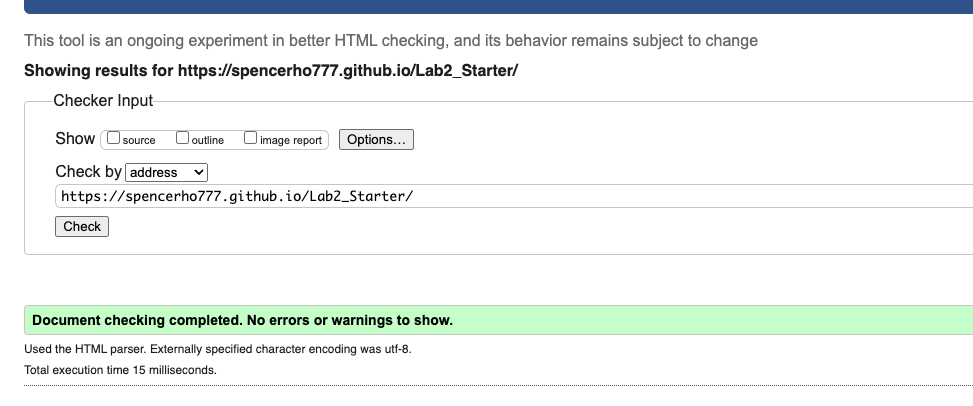 This tool is an ongoing experiment in better HTML checking, and its behavior remains subject to change
Showing results for https://spencerho777.github.io/Lab2_Starter/
Checker Input
Show source outline image report Options...
Check by address
https://spencerho777.github.io/Lab2_Starter/
Check
Document checking completed. No errors or warnings to show.
Used the HTML parser. Externally specified character encoding was utf-8.
Total execution time 15 milliseconds.